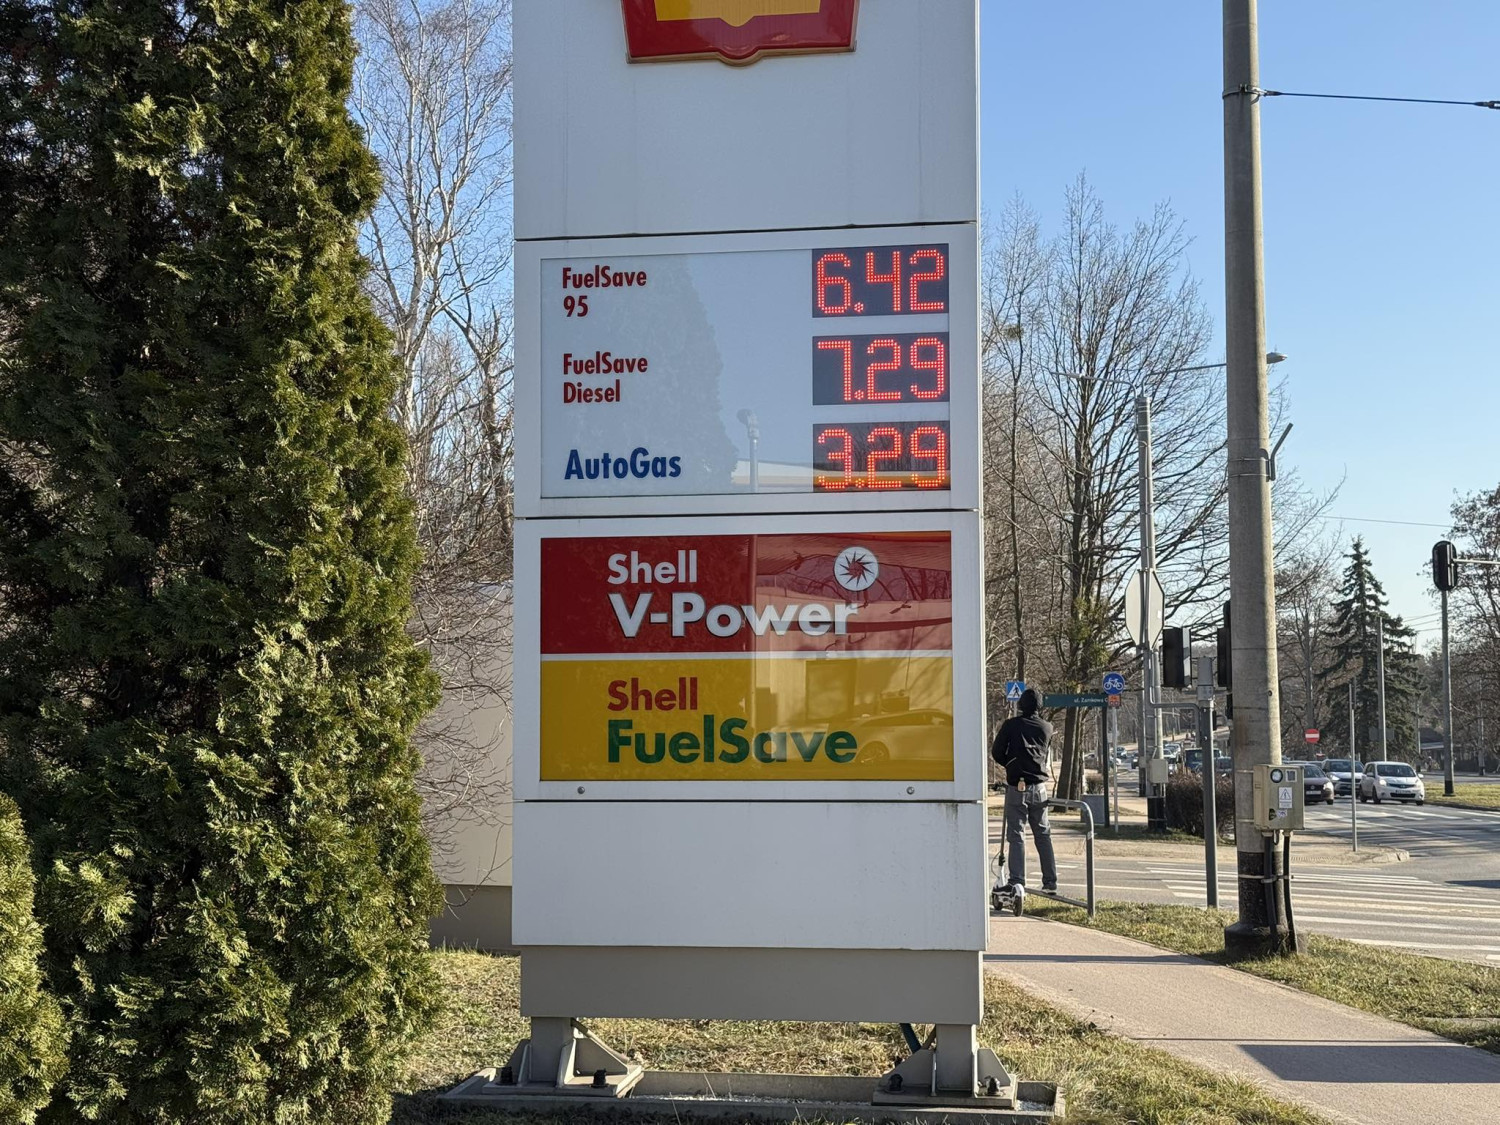 FuelSave
95
6.42
FuelSave
Diesel
7.29
AutoGas
3.29
Shell
V-Power
Shell
FuelSave